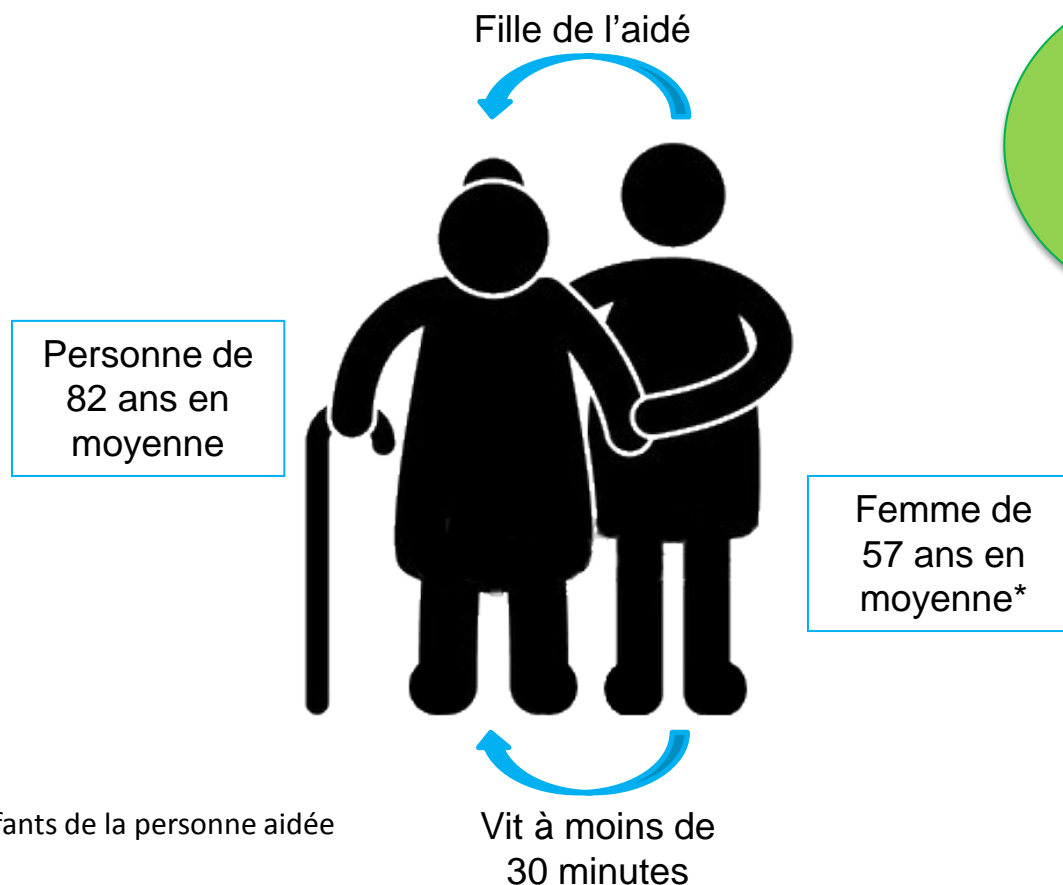 Fille de l’aidé
Personne de
82 ans en
moyenne
Femme de
57 ans en
moyenne*
fants de la personne aidée
Vit à moins de
30 minutes